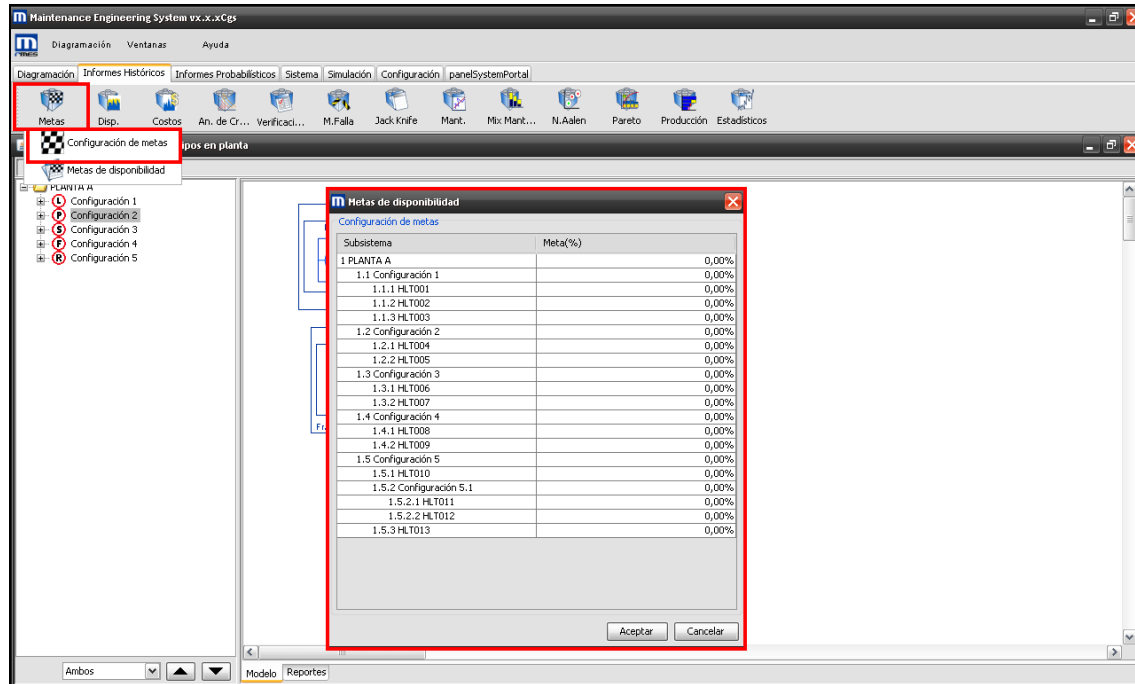 Maintenance Engineering System vx.x.xCgs
Diagramación Ventanas Ayuda
Diagramación Informes Históricos Informes Probabilísticos Sistema Simulación Configuración panelSystemPortal
Metas Disp. Costos An. de Cr... Verificaci... M.Falla Jack Knife Mant. Mix Mant... N.Aalen Pareto Producción Estadísticos
Configuración de metas
ipos en planta
Metas de disponibilidad
PLANTA A
L Configuración 1
P Configuración 2
S Configuración 3
F Configuración 4
R Configuración 5
Metas de disponibilidad
Configuración de metas
Subsistema Meta(%)
1 PLANTA A 0,00%
1.1 Configuración 1 0,00%
1.1.1 HLT001 0,00%
1.1.2 HLT002 0,00%
1.1.3 HLT003 0,00%
1.2 Configuración 2 0,00%
1.2.1 HLT004 0,00%
1.2.2 HLT005 0,00%
1.3 Configuración 3 0,00%
1.3.1 HLT006 0,00%
1.3.2 HLT007 0,00%
1.4 Configuración 4 0,00%
1.4.1 HLT008 0,00%
1.4.2 HLT009 0,00%
1.5 Configuración 5 0,00%
1.5.1 HLT010 0,00%
1.5.2 Configuración 5.1 0,00%
1.5.2.1 HLT011 0,00%
1.5.2.2 HLT012 0,00%
1.5.3 HLT013 0,00%
Aceptar Cancelar
Ambos
Modelo Reportes